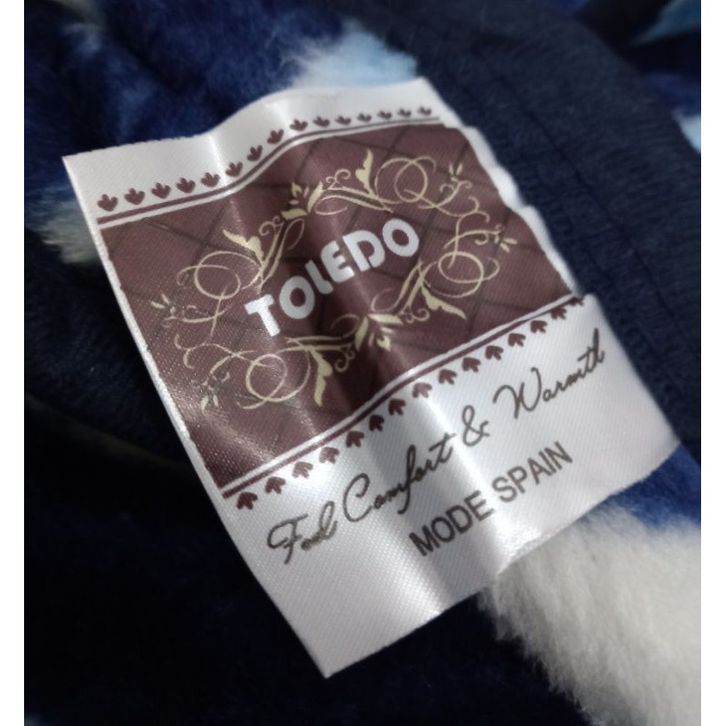 TOLEDO
Feel Comfort & Warmth
MODE SPAIN